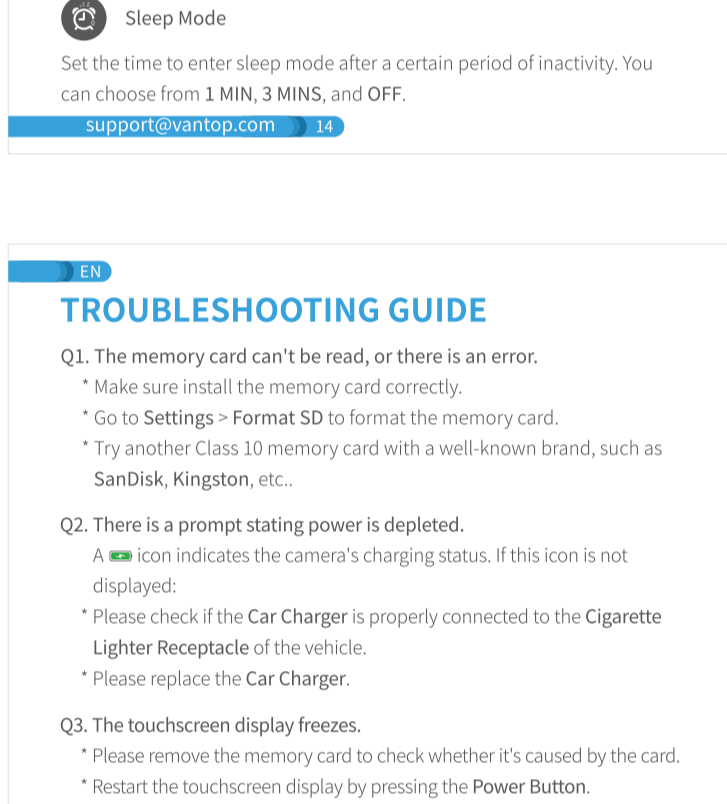 Sleep Mode
Set the time to enter sleep mode after a certain period of inactivity. You
can choose from 1 MIN, 3 MINS, and OFF.
support@vantop.com 14
EN
TROUBLESHOOTING GUIDE
Q1. The memory card can't be read, or there is an error.
* Make sure install the memory card correctly.
* Go to Settings > Format SD to format the memory card.
* Try another Class 10 memory card with a well-known brand, such as
SanDisk, Kingston, etc..
Q2. There is a prompt stating power is depleted.
A icon indicates the camera's charging status. If this icon is not
displayed:
* Please check if the Car Charger is properly connected to the Cigarette
Lighter Receptacle of the vehicle.
* Please replace the Car Charger.
Q3. The touchscreen display freezes.
* Please remove the memory card to check whether it's caused by the card.
* Restart the touchscreen display by pressing the Power Button.